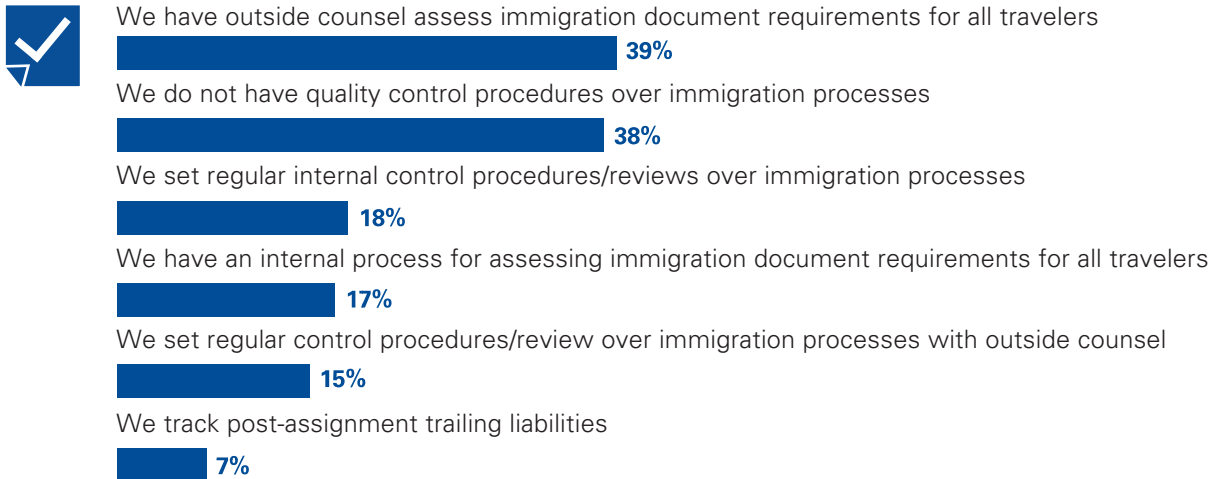 We have outside counsel assess immigration document requirements for all travelers
39%
We do not have quality control procedures over immigration processes
38%
We set regular internal control procedures/reviews over immigration processes
18%
We have an internal process for assessing immigration document requirements for all travelers
17%
We set regular control procedures/review over immigration processes with outside counsel
15%
We track post-assignment trailing liabilities
7%